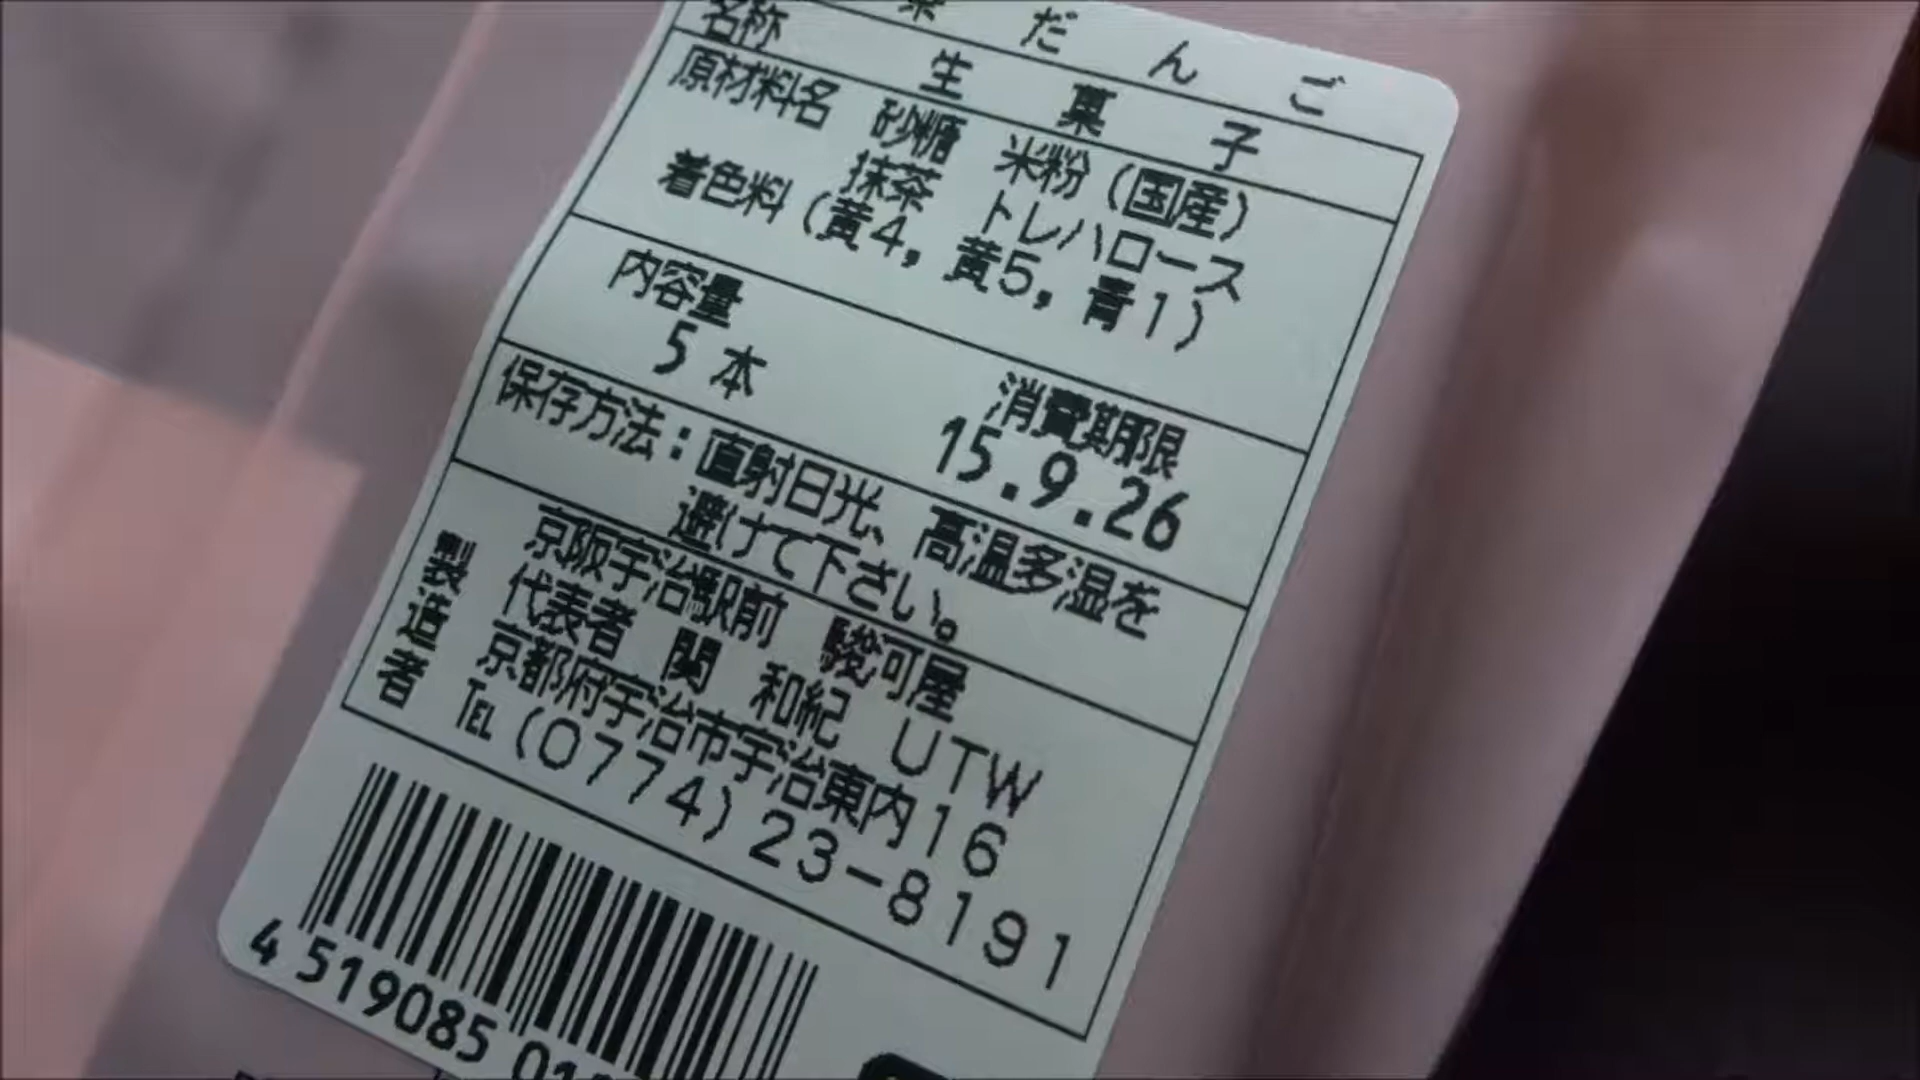 茶だんご
名称 生菓子
原材料名 砂糖 米粉(国産)
抹茶 トレハロース
着色料(黄4,黄5,青1)
内容量 消費期限
5本 15.9.26
保存方法:直射日光、高温多湿を
避けて下さい。
製造者 京阪宇治駅前 駿河屋
代表者 関 和紀 UTW
京都府宇治市宇治東内16
TEL(0774)23-8191
4 519085